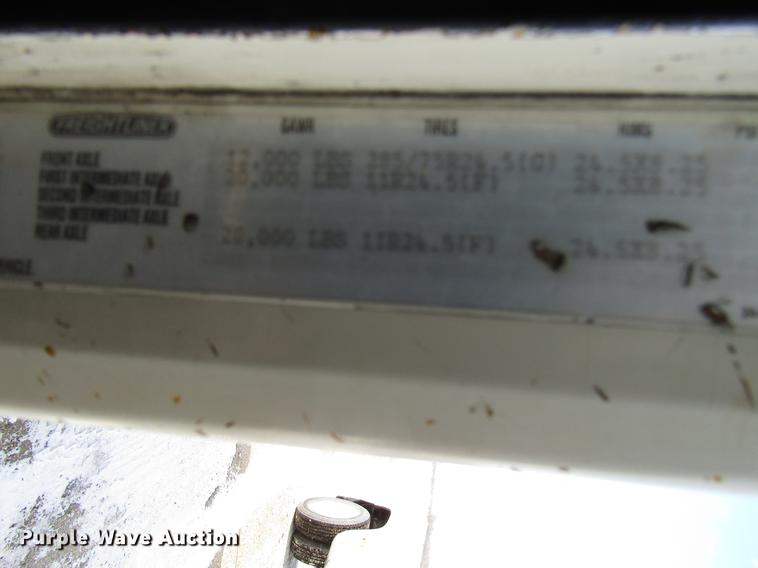 FREIGHTLINER GAWR TIRES RIMS
FRONT AXLE 12,000 LBS 285/75R24.5(G) 24.5X8.25
FIRST INTERMEDIATE AXLE 20,000 LBS 11R24.5(F) 24.5X8.25
SECOND INTERMEDIATE AXLE
THIRD INTERMEDIATE AXLE
REAR AXLE 20,000 LBS 11R24.5(F) 24.5X8.25
Purple Wave Auction